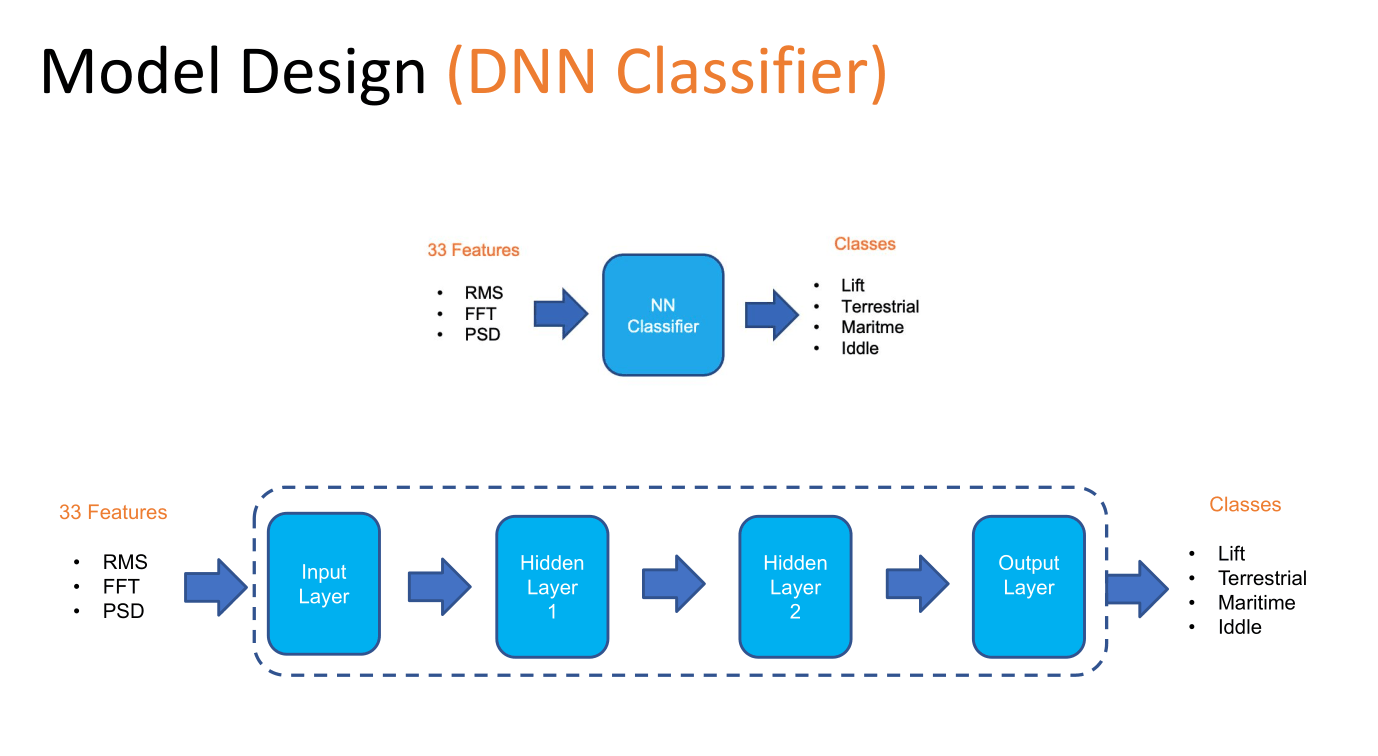 Model Design (DNN Classifier)
33 Features
• RMS
• FFT
• PSD
NN
Classifier
Classes
• Lift
• Terrestrial
• Maritme
• Iddle
33 Features
• RMS
• FFT
• PSD
Input
Layer
Hidden
Layer
1
Hidden
Layer
2
Output
Layer
Classes
• Lift
• Terrestrial
• Maritime
• Iddle